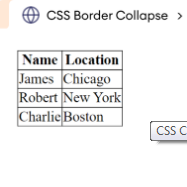 CSS Border Collapse >
Name Location
James Chicago
Robert New York
Charlie Boston
CSS C